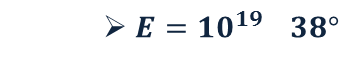 ➢ E = 10¹⁹ 38°